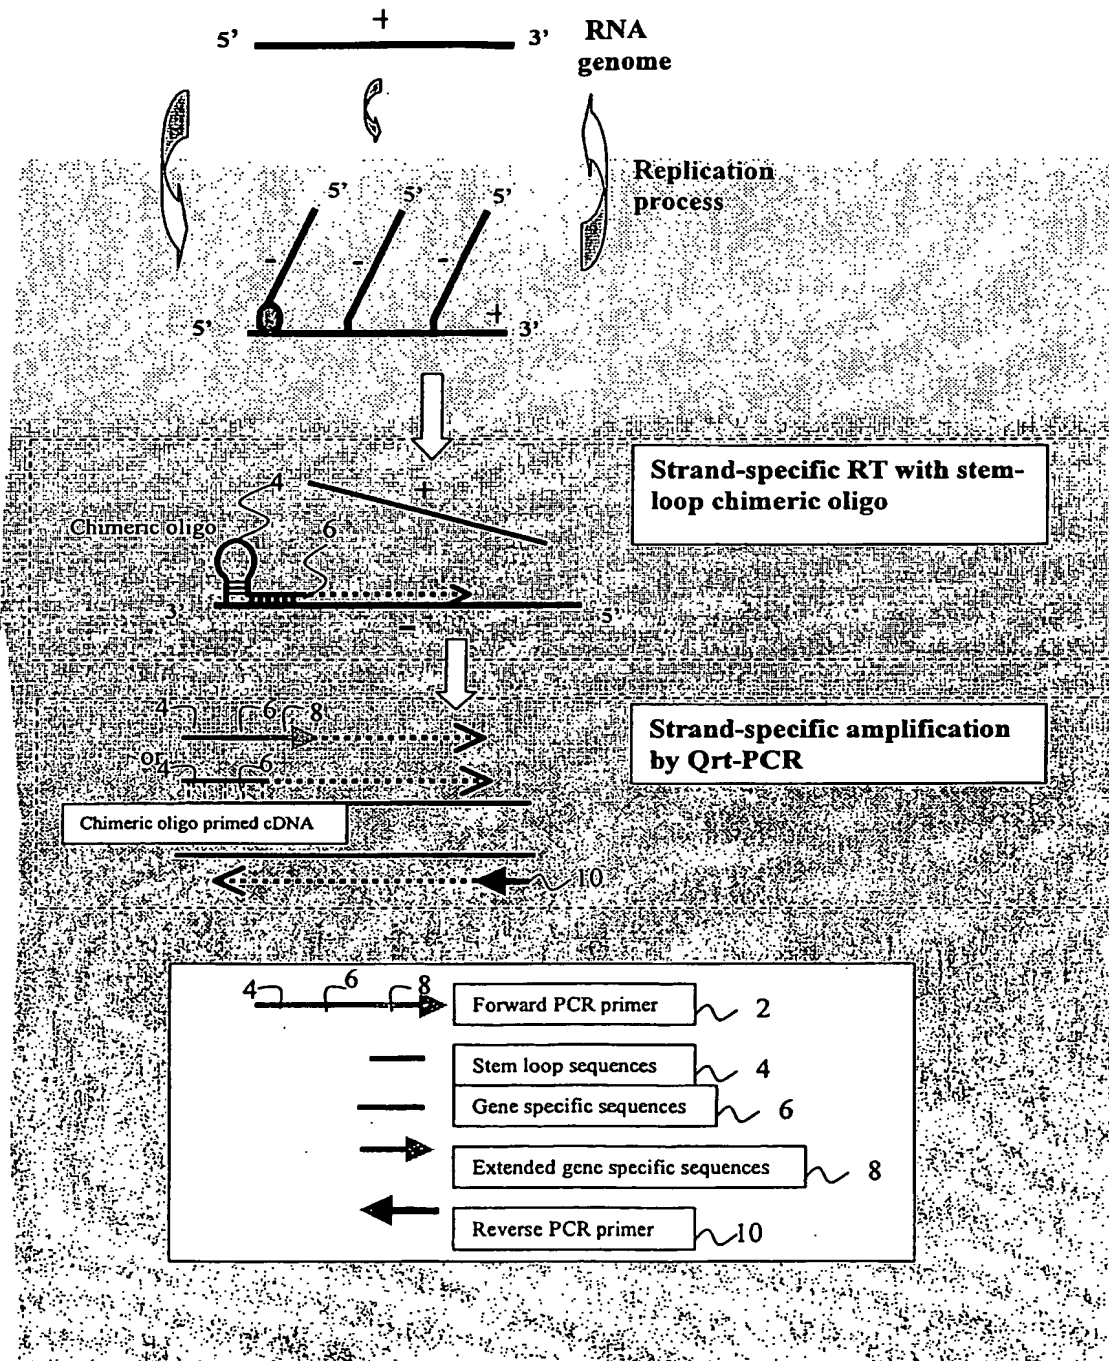 +
5' 3' RNA
genome
Replication
process
5' 5' 5'
- - -
+
5' 3'
Strand-specific RT with stem-
loop chimeric oligo
4
+
Chimeric oligo 6
3' 5'
-
4 6 8
Strand-specific amplification
by Qrt-PCR
or
4 6
Chimeric oligo primed cDNA
10
4 6 8
Forward PCR primer 2
Stem loop sequences 4
Gene specific sequences 6
Extended gene specific sequences 8
Reverse PCR primer 10